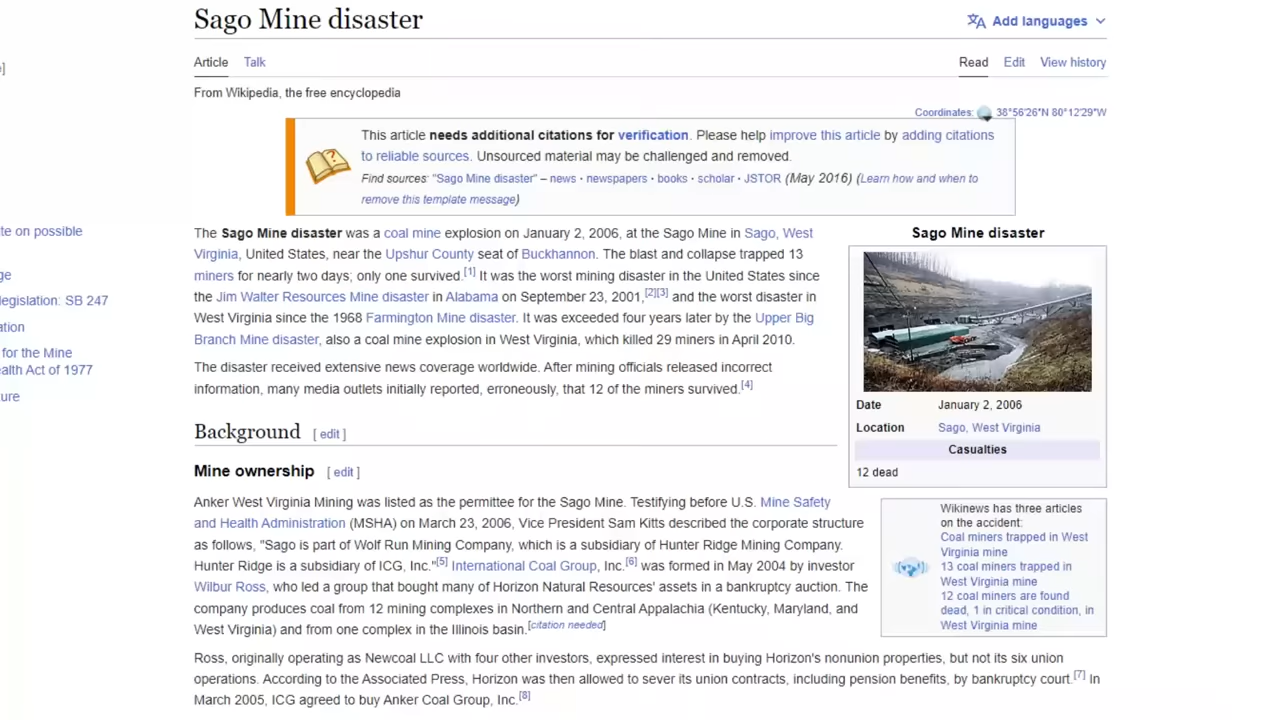 Sago Mine disaster
Add languages
Article Talk
Read Edit View history
From Wikipedia, the free encyclopedia
Coordinates: 38°56′26″N 80°12′29″W
This article needs additional citations for verification. Please help improve this article by adding citations
to reliable sources. Unsourced material may be challenged and removed.
Find sources: "Sago Mine disaster" – news · newspapers · books · scholar · JSTOR (May 2016) (Learn how and when to
remove this template message)
The Sago Mine disaster was a coal mine explosion on January 2, 2006, at the Sago Mine in Sago, West
Virginia, United States, near the Upshur County seat of Buckhannon. The blast and collapse trapped 13
miners for nearly two days; only one survived.[1] It was the worst mining disaster in the United States since
the Jim Walter Resources Mine disaster in Alabama on September 23, 2001,[2][3] and the worst disaster in
West Virginia since the 1968 Farmington Mine disaster. It was exceeded four years later by the Upper Big
Branch Mine disaster, also a coal mine explosion in West Virginia, which killed 29 miners in April 2010.
The disaster received extensive news coverage worldwide. After mining officials released incorrect
information, many media outlets initially reported, erroneously, that 12 of the miners survived.[4]
Background [ edit ]
Mine ownership [ edit ]
Anker West Virginia Mining was listed as the permittee for the Sago Mine. Testifying before U.S. Mine Safety
and Health Administration (MSHA) on March 23, 2006, Vice President Sam Kitts described the corporate structure
as follows, "Sago is part of Wolf Run Mining Company, which is a subsidiary of Hunter Ridge Mining Company.
Hunter Ridge is a subsidiary of ICG, Inc."[5] International Coal Group, Inc.[6] was formed in May 2004 by investor
Wilbur Ross, who led a group that bought many of Horizon Natural Resources' assets in a bankruptcy auction. The
company produces coal from 12 mining complexes in Northern and Central Appalachia (Kentucky, Maryland, and
West Virginia) and from one complex in the Illinois basin.[citation needed]
Ross, originally operating as Newcoal LLC with four other investors, expressed interest in buying Horizon's nonunion properties, but not its six union
operations. According to the Associated Press, Horizon was then allowed to sever its union contracts, including pension benefits, by bankruptcy court.[7] In
March 2005, ICG agreed to buy Anker Coal Group, Inc.[8]
Sago Mine disaster
Date January 2, 2006
Location Sago, West Virginia
Casualties
12 dead
Wikinews has three articles
on the accident:
Coal miners trapped in West
Virginia mine
13 coal miners trapped in
West Virginia mine
12 coal miners are found
dead, 1 in critical condition, in
West Virginia mine
]
te on possible
ge
legislation: SB 247
ation
for the Mine
ealth Act of 1977
ure